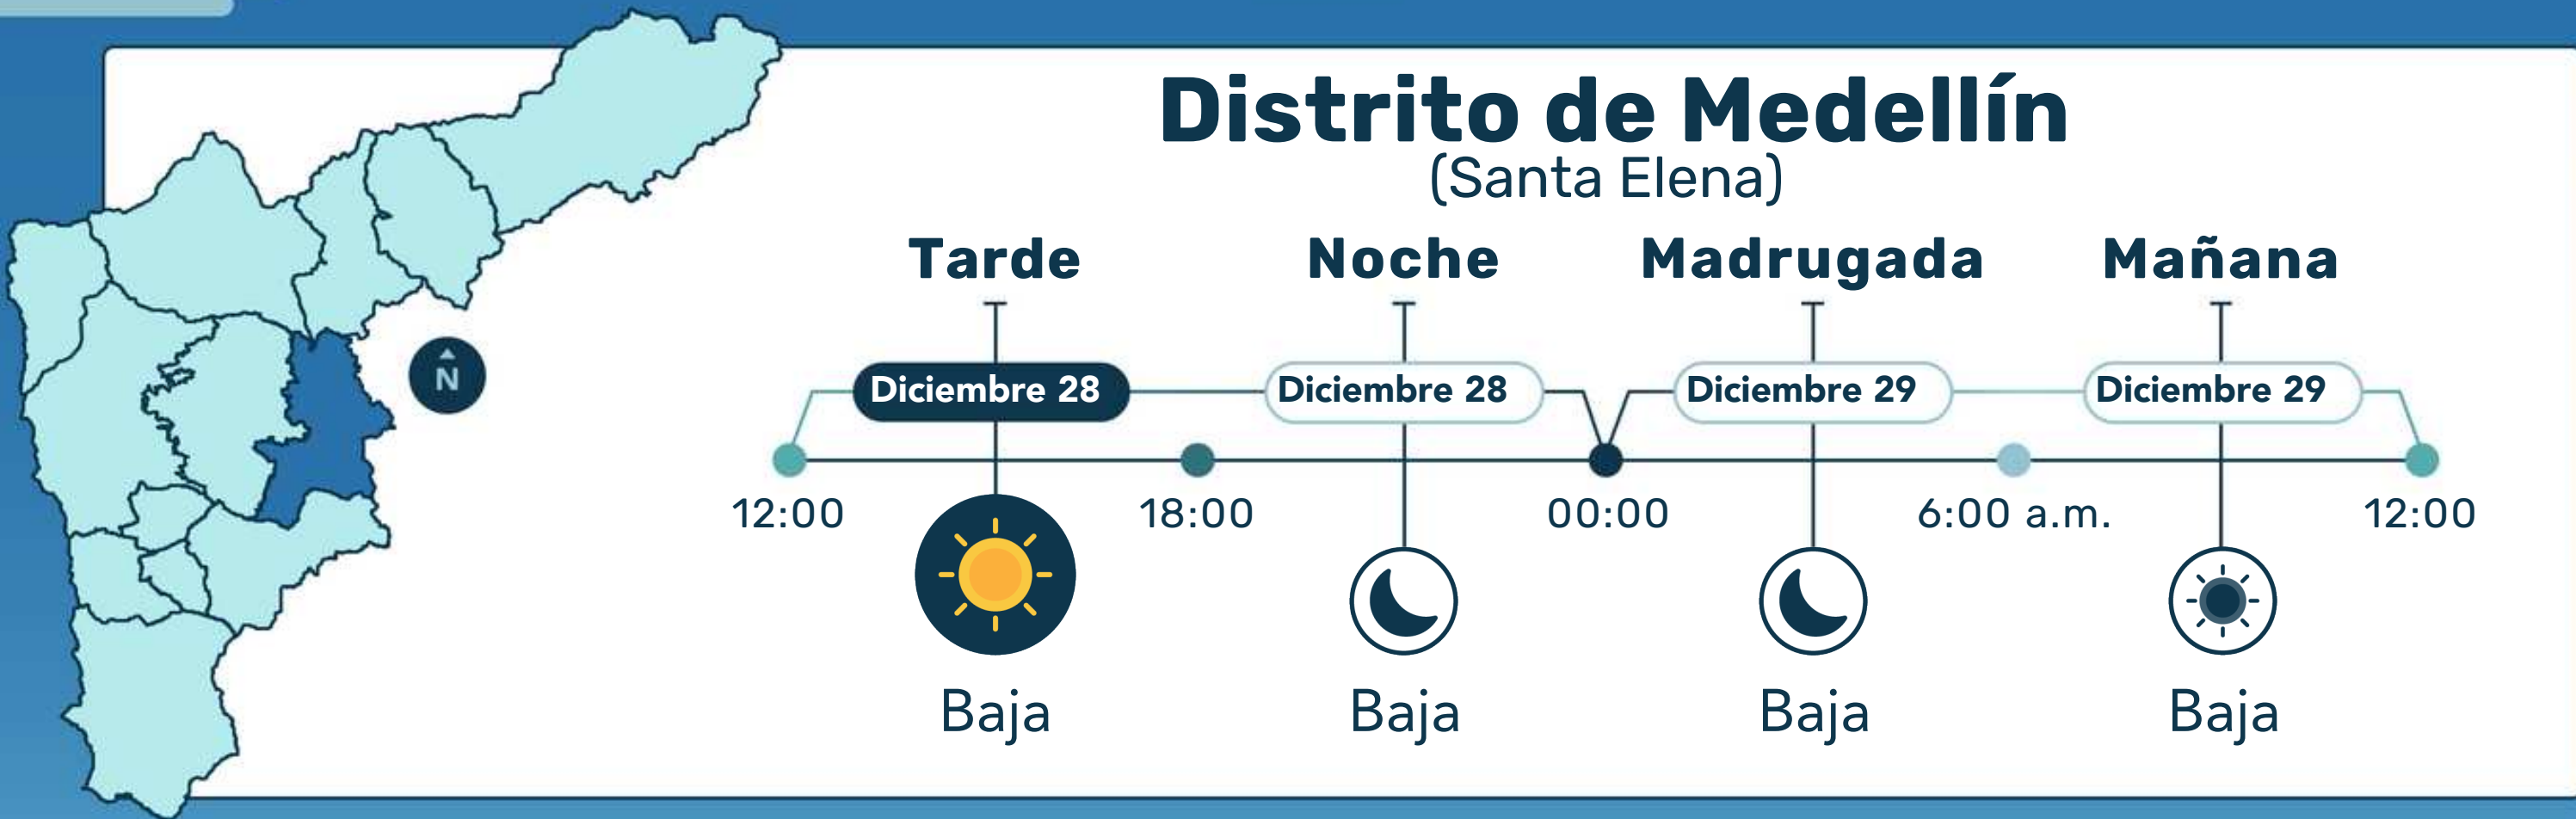 Distrito de Medellín
(Santa Elena)
Tarde Noche Madrugada Mañana
N
Diciembre 28 Diciembre 28 Diciembre 29 Diciembre 29
12:00 18:00 00:00 6:00 a.m. 12:00
Baja Baja Baja Baja